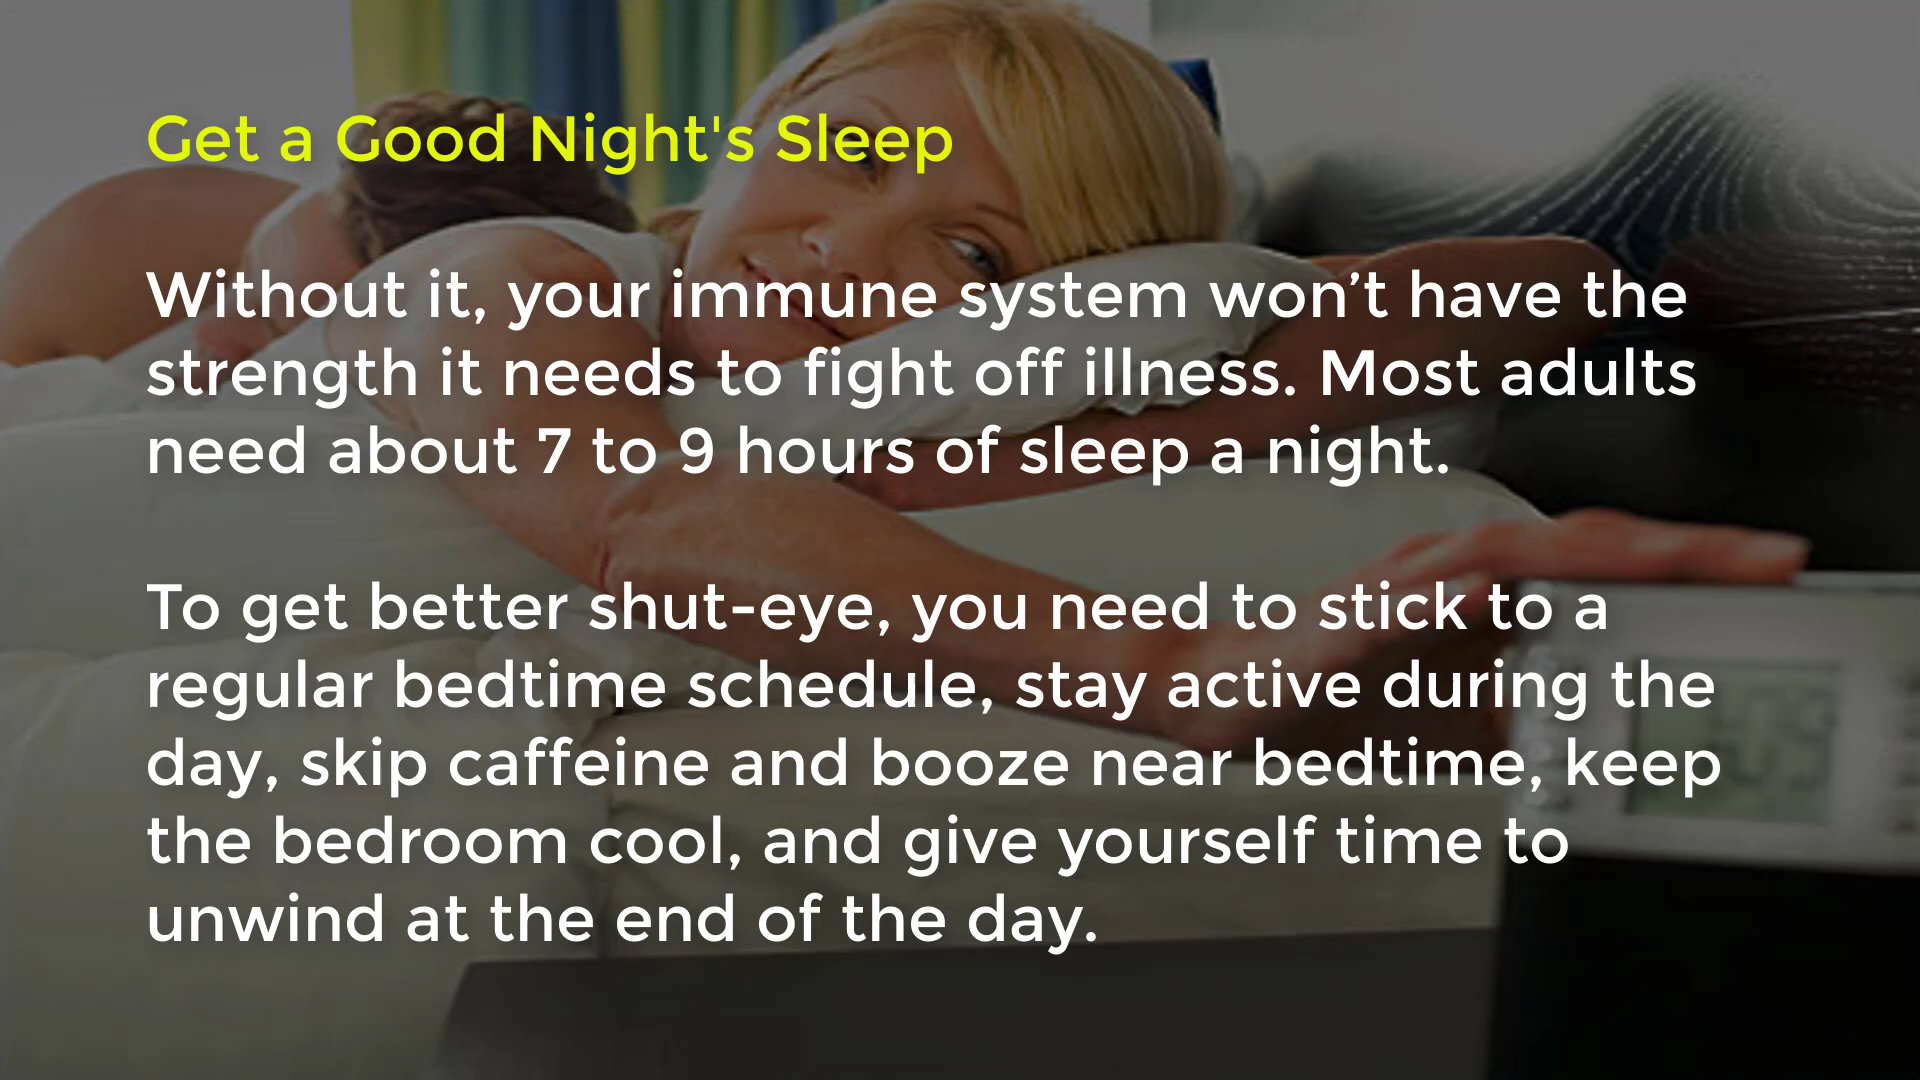 Get a Good Night's Sleep
Without it, your immune system won’t have the
strength it needs to fight off illness. Most adults
need about 7 to 9 hours of sleep a night.
To get better shut-eye, you need to stick to a
regular bedtime schedule, stay active during the
day, skip caffeine and booze near bedtime, keep
the bedroom cool, and give yourself time to
unwind at the end of the day.